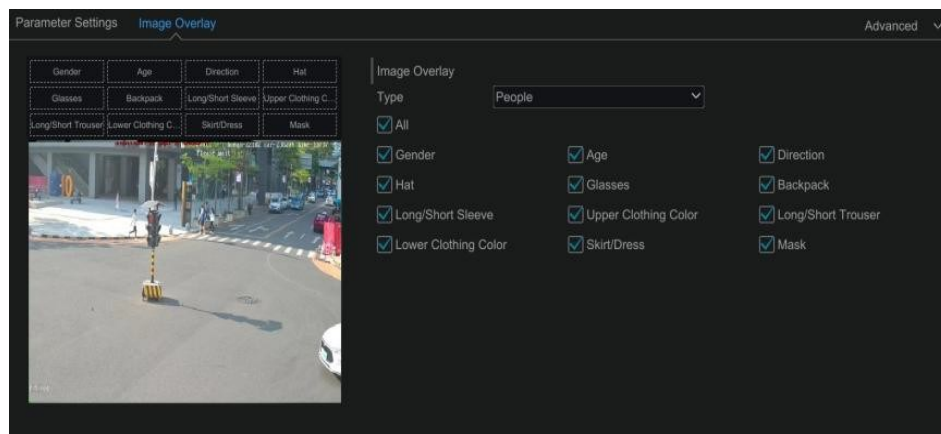 Parameter Settings Image Overlay Advanced
Gender Age Direction Hat
Glasses Backpack Long/Short Sleeve Upper Clothing C...
Long/Short Trouser Lower Clothing C... Skirt/Dress Mask
Image Overlay
Type People
All
Gender Age Direction
Hat Glasses Backpack
Long/Short Sleeve Upper Clothing Color Long/Short Trouser
Lower Clothing Color Skirt/Dress Mask